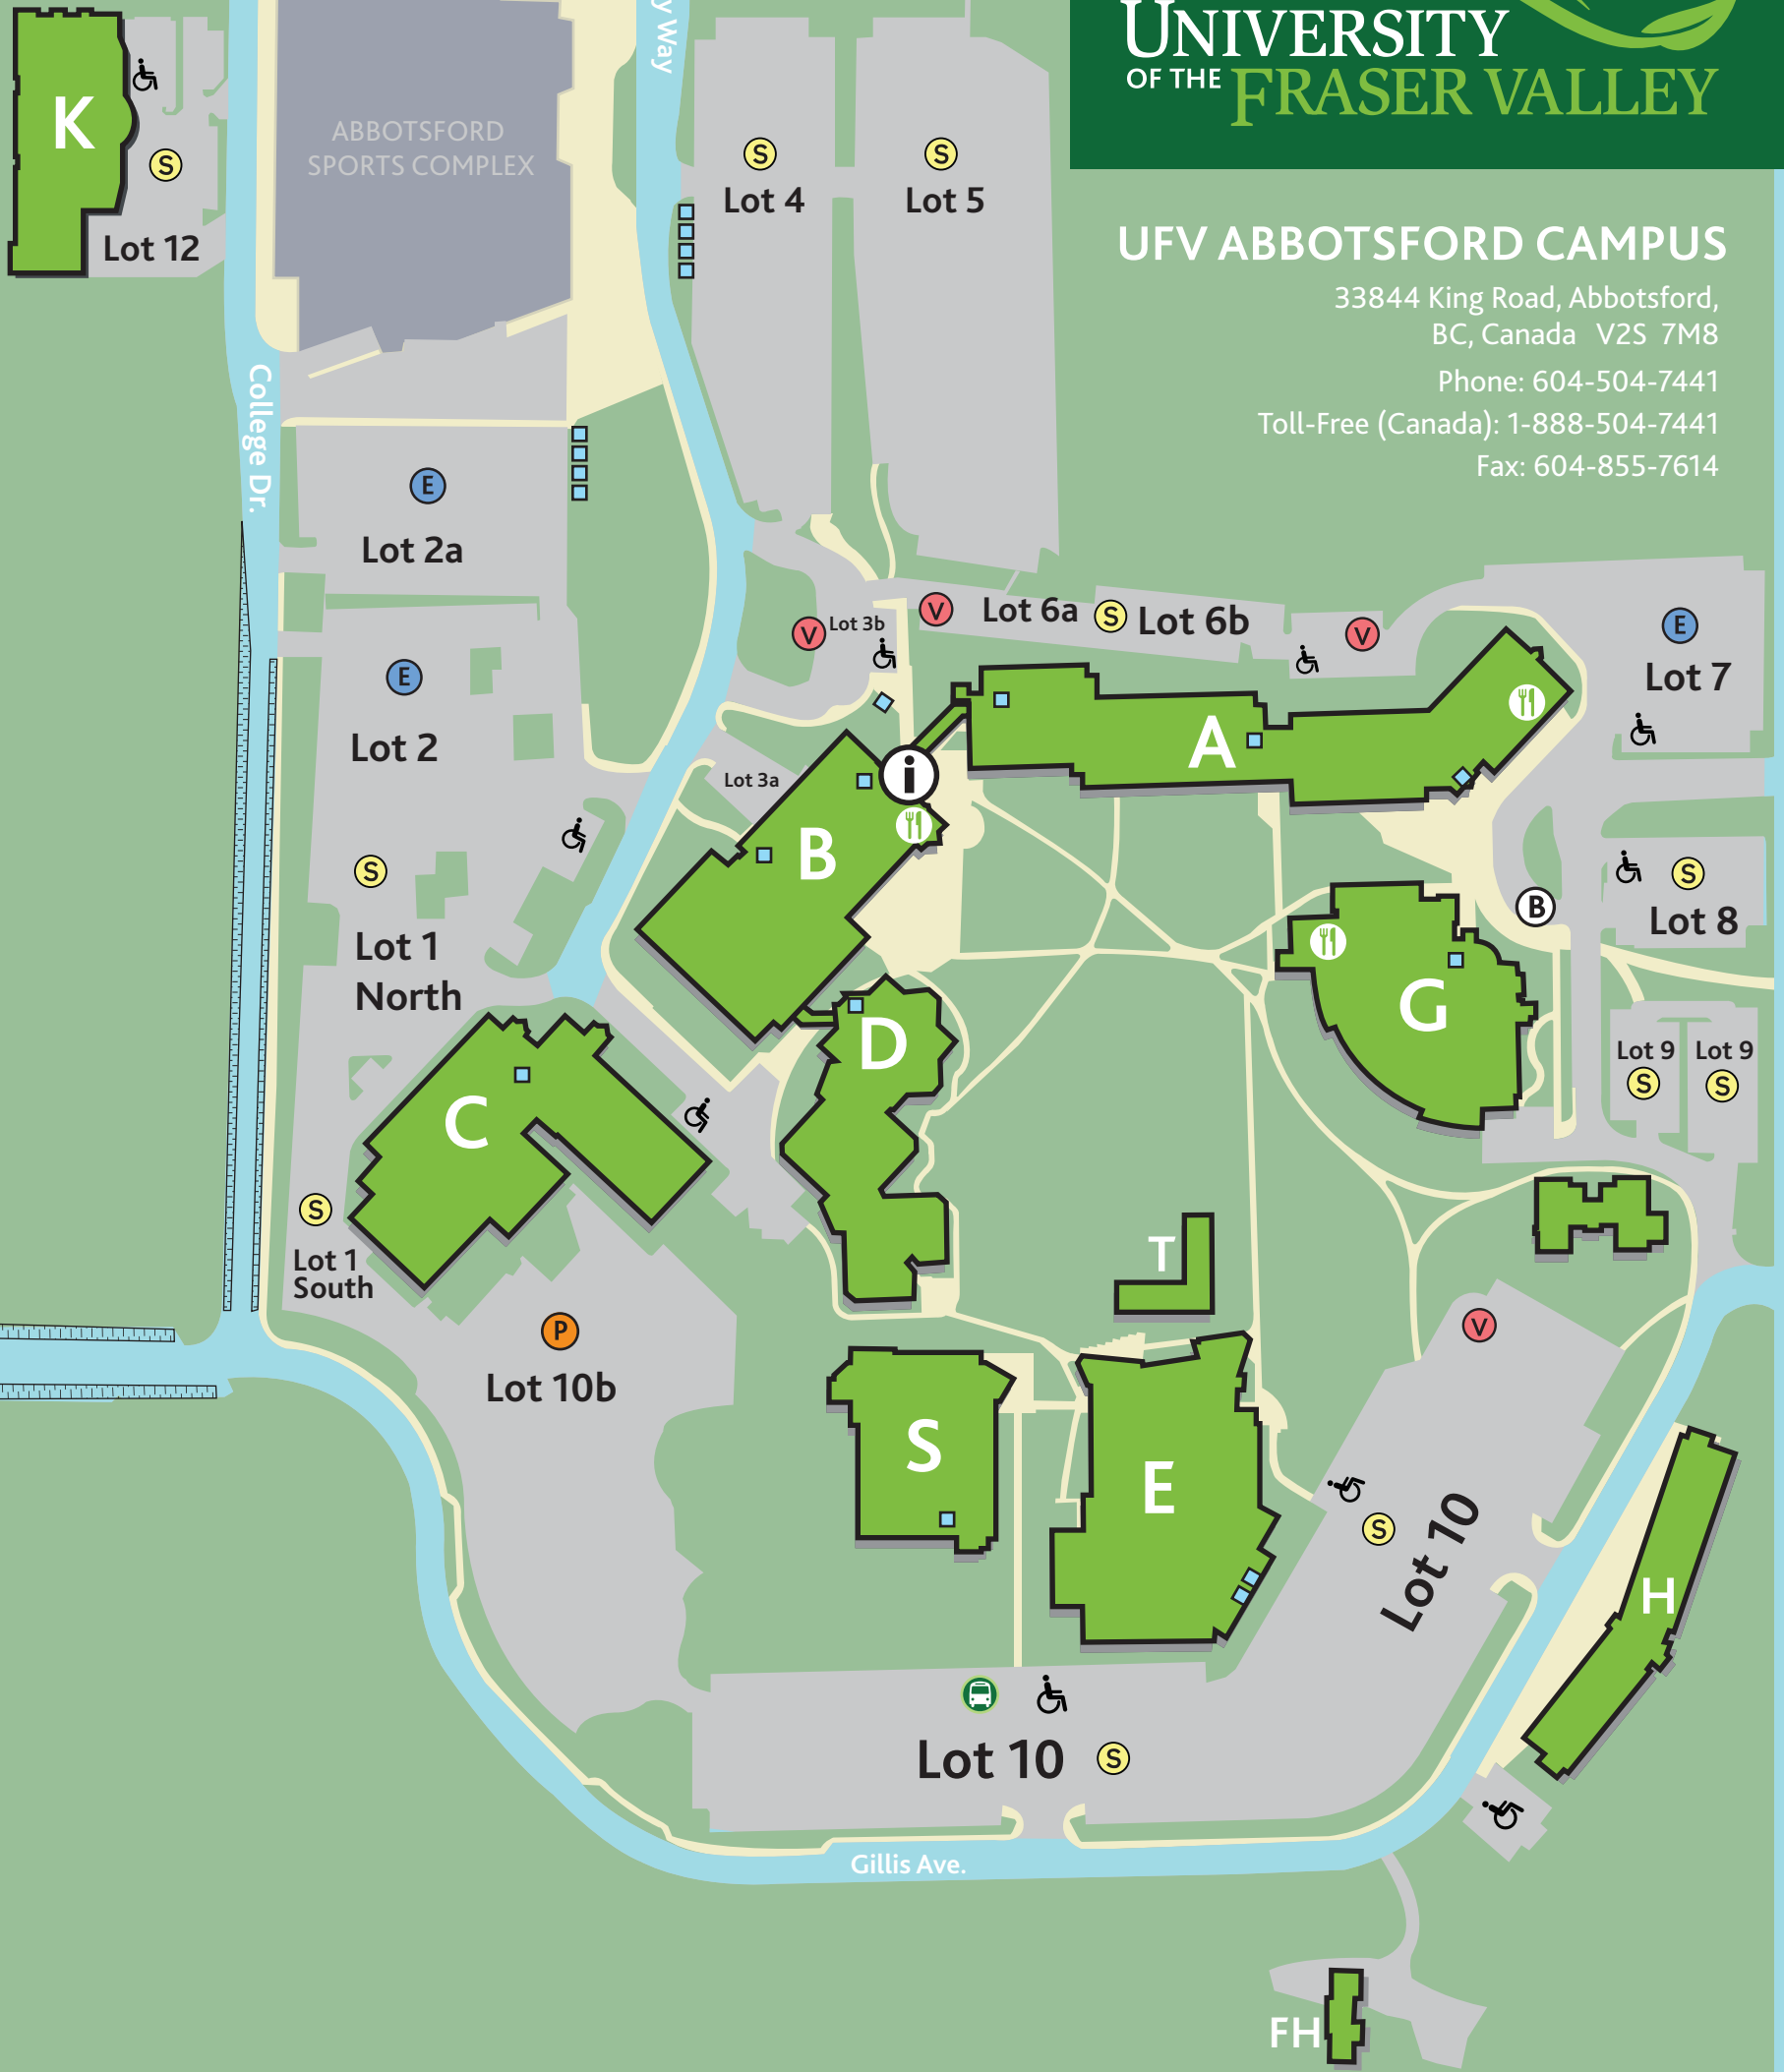 UNIVERSITY
OF THE FRASER VALLEY
UFV ABBOTSFORD CAMPUS
33844 King Road, Abbotsford,
BC, Canada V2S 7M8
Phone: 604-504-7441
Toll-Free (Canada): 1-888-504-7441
Fax: 604-855-7614
K
S
Lot 12
ABBOTSFORD
SPORTS COMPLEX
y Way
S
Lot 4
S
Lot 5
College Dr.
E
Lot 2a
E
Lot 2
V
Lot 3b
V
Lot 6a
S
Lot 6b
V
E
Lot 7
Lot 3a
i
A
B
S
Lot 1
North
S
Lot 8
B
G
D
C
Lot 9
S
Lot 9
S
S
Lot 1
South
T
P
Lot 10b
V
S
E
S
Lot 10
H
Lot 10
S
Gillis Ave.
FH